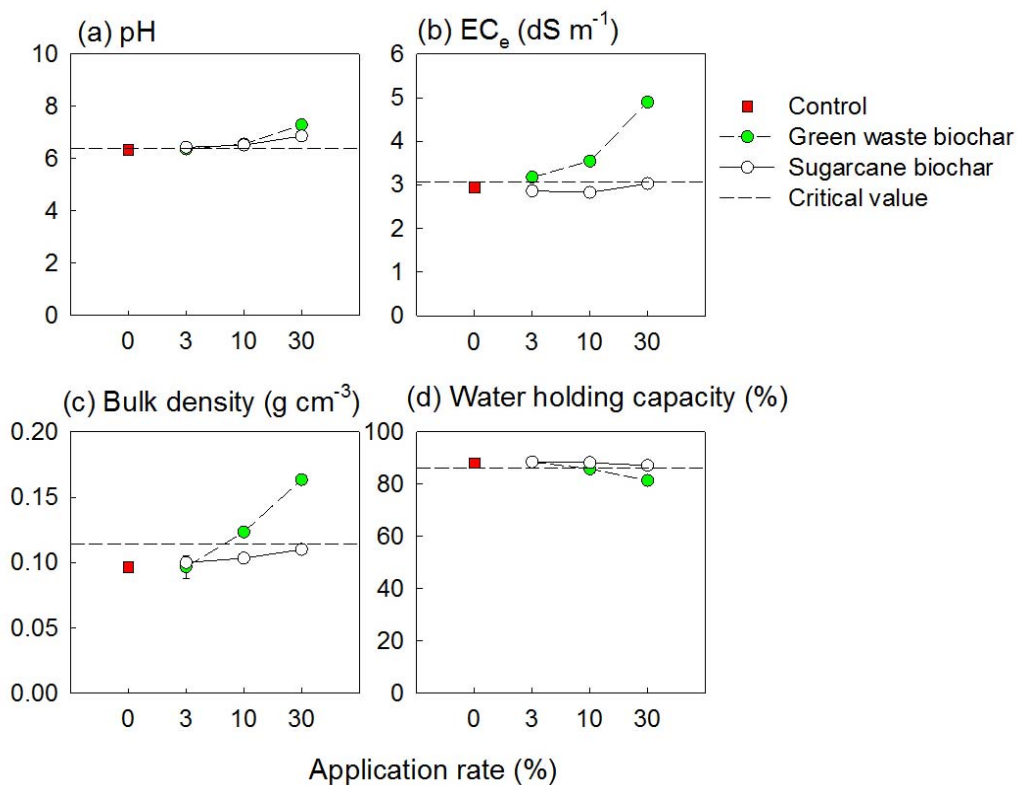 (a) pH
10
8
6
4
2
0
0 3 10 30
(b) ECe (dS m-1)
6
5
4
3
2
1
0
0 3 10 30
Control
Green waste biochar
Sugarcane biochar
Critical value
(c) Bulk density (g cm-3)
0.20
0.15
0.10
0.05
0.00
0 3 10 30
(d) Water holding capacity (%)
100
80
60
40
20
0
0 3 10 30
Application rate (%)